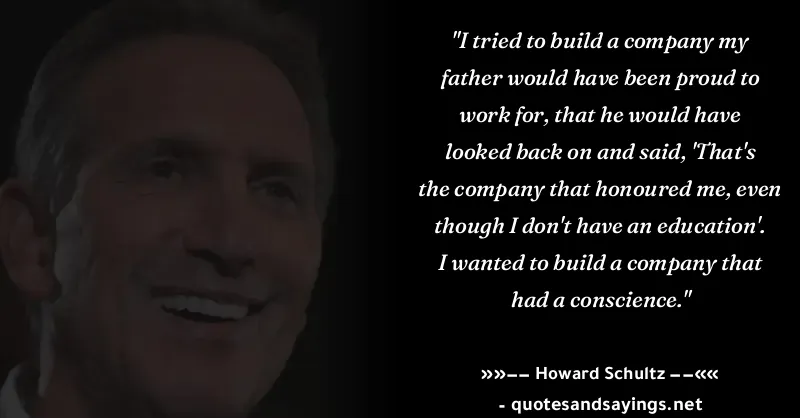 "I tried to build a company my
father would have been proud to
work for, that he would have
looked back on and said, 'That's
the company that honoured me, even
though I don't have an education'.
I wanted to build a company that
had a conscience."
»»–– Howard Schultz ––««
- quotesandsayings.net